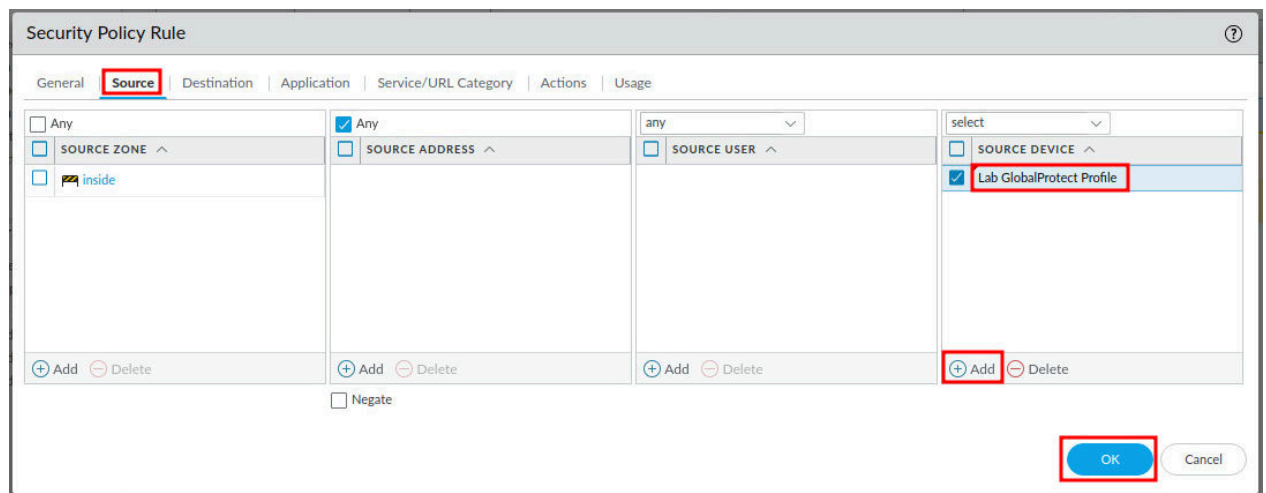 Security Policy Rule
General | Source | Destination | Application | Service/URL Category | Actions | Usage
Any Any any select
SOURCE ZONE SOURCE ADDRESS SOURCE USER SOURCE DEVICE
inside Lab GlobalProtect Profile
Add Delete Add Delete Add Delete Add Delete
Negate
OK Cancel